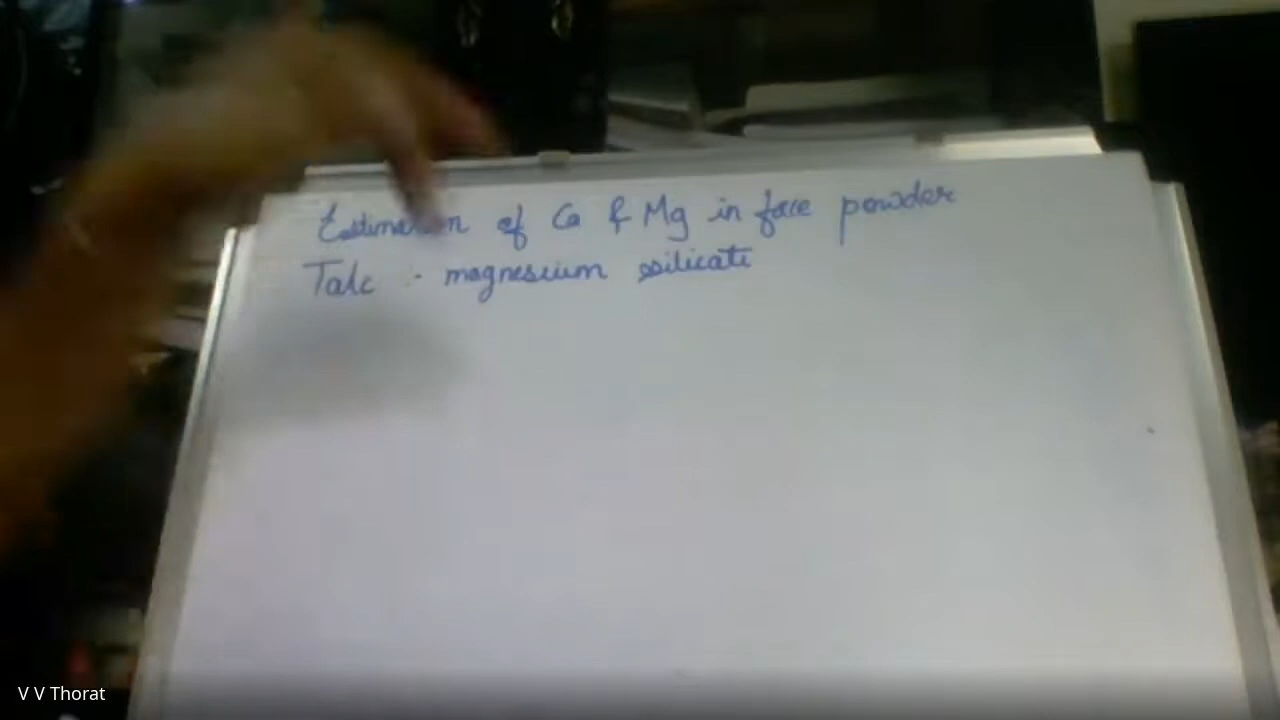 Estimation of Ca & Mg in face powder
Talc :- magnesium silicate
V V Thorat